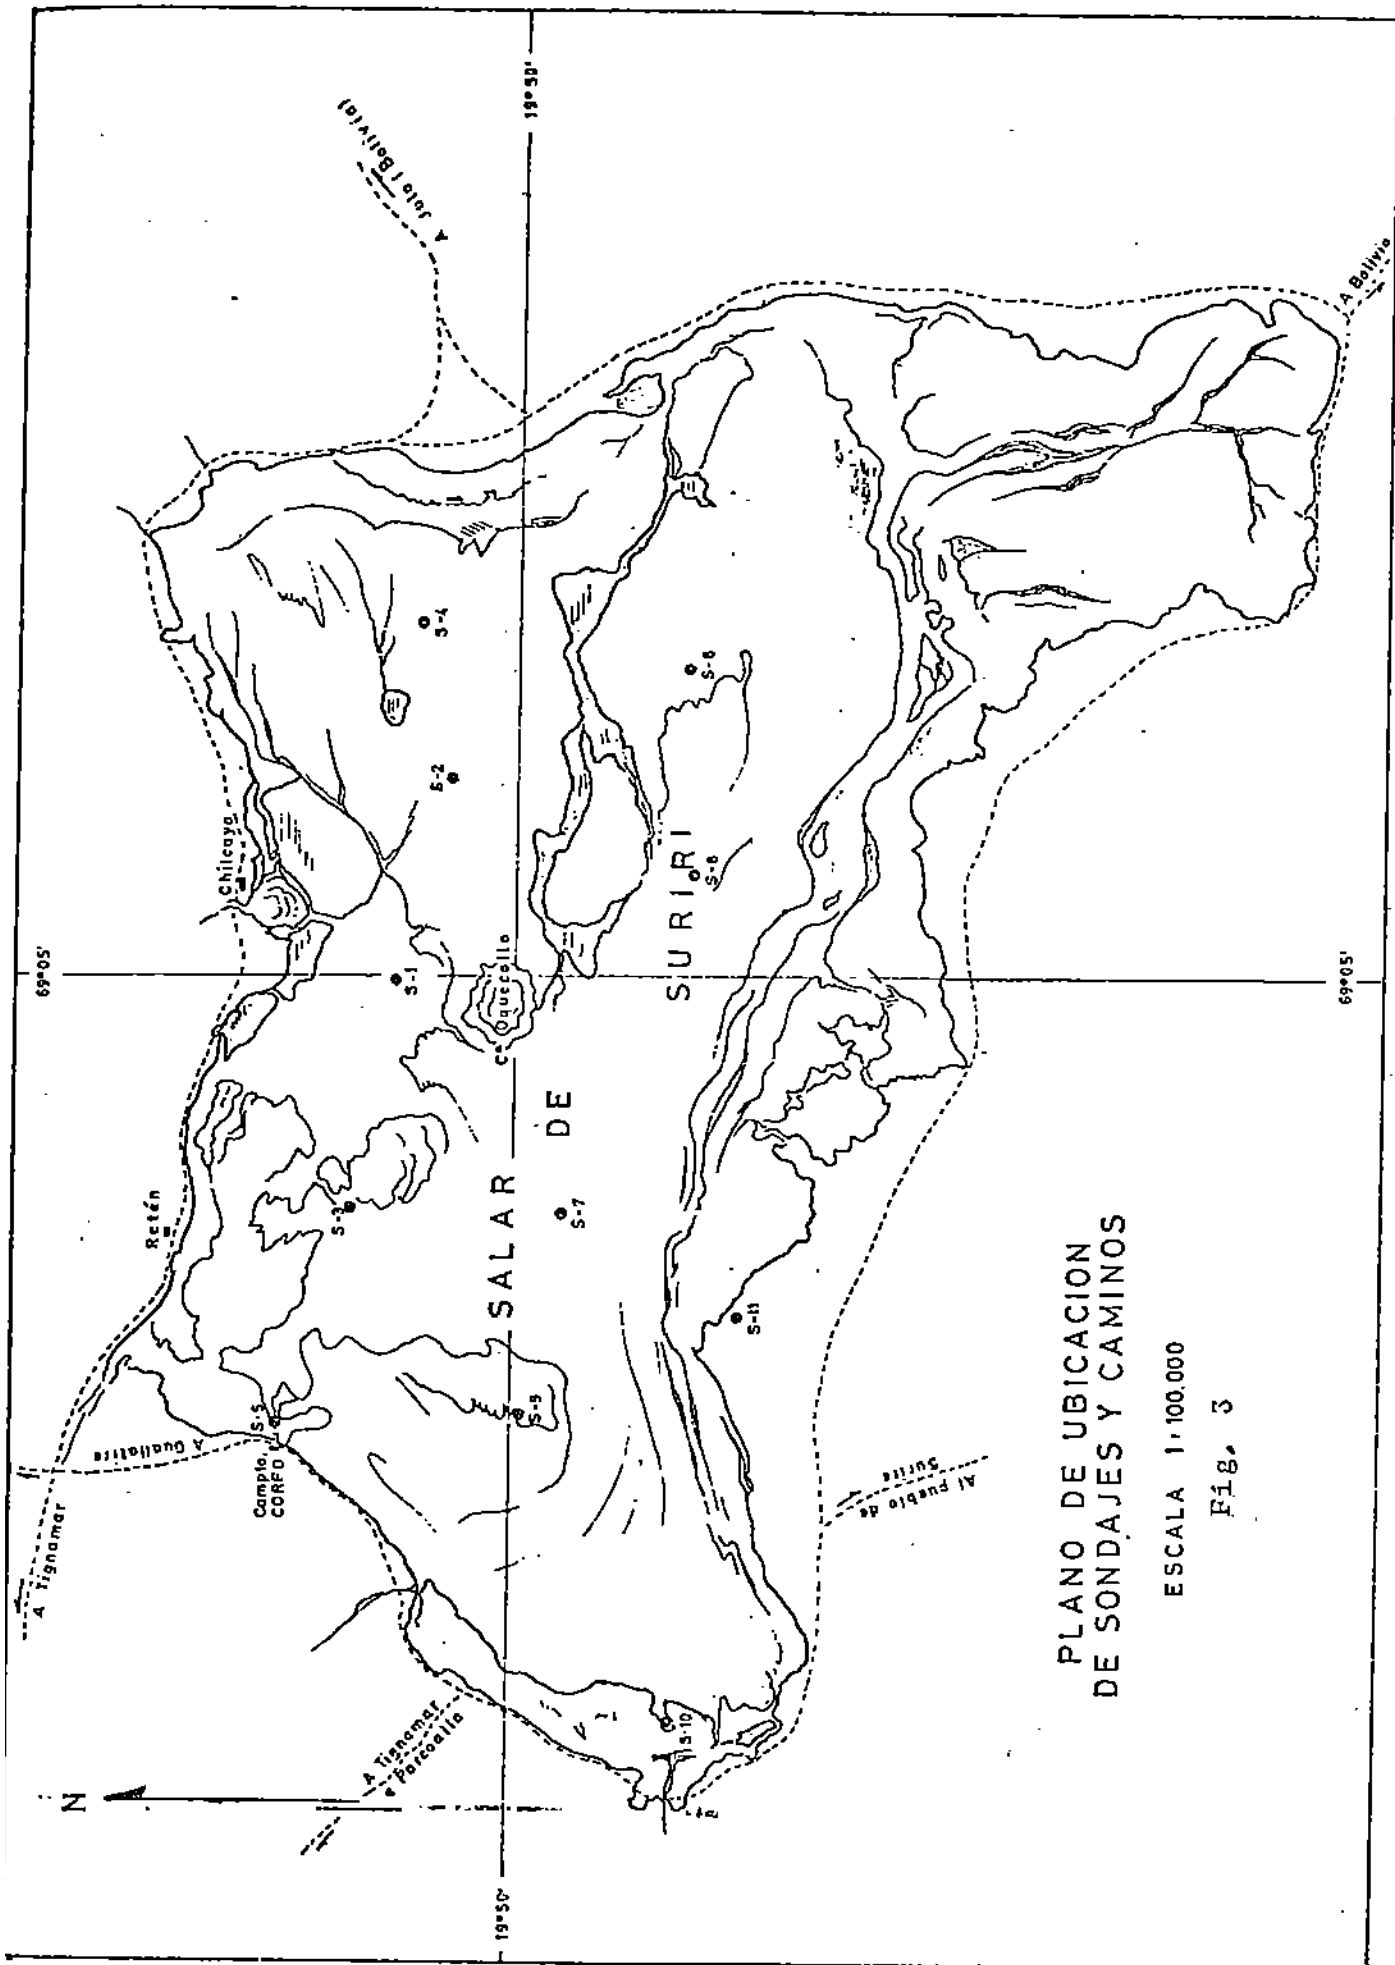 69°05'
A Tignamar
A Guallatire
Retén
Chilcaya
A Julo (Bolivia)
Campto.
CORFO
S-5
S-3
S-1
S-2
S-4
19°50'
19°50'
N
A Tignamar
e Parcoalla
C° Oquecollo
SALAR DE SURIRI
S-9
S-7
S-8
S-6
S-10
S-11
Al pueblo de
Surire
A Bolivia
69°05'
PLANO DE UBICACION
DE SONDAJES Y CAMINOS
ESCALA 1:100.000
Fig. 3